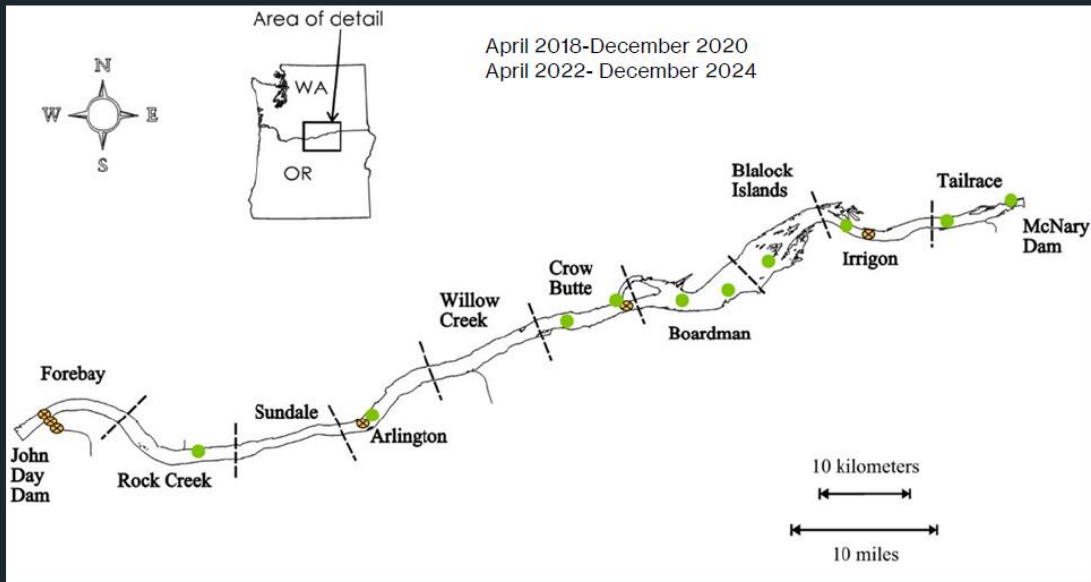 Area of detail
April 2018-December 2020
April 2022- December 2024
N
W
E
S
WA
OR
Blalock
Islands
Tailrace
McNary
Dam
Irrigon
Crow
Butte
Boardman
Willow
Creek
Forebay
Sundale
Arlington
John
Day
Dam
Rock Creek
10 kilometers
10 miles